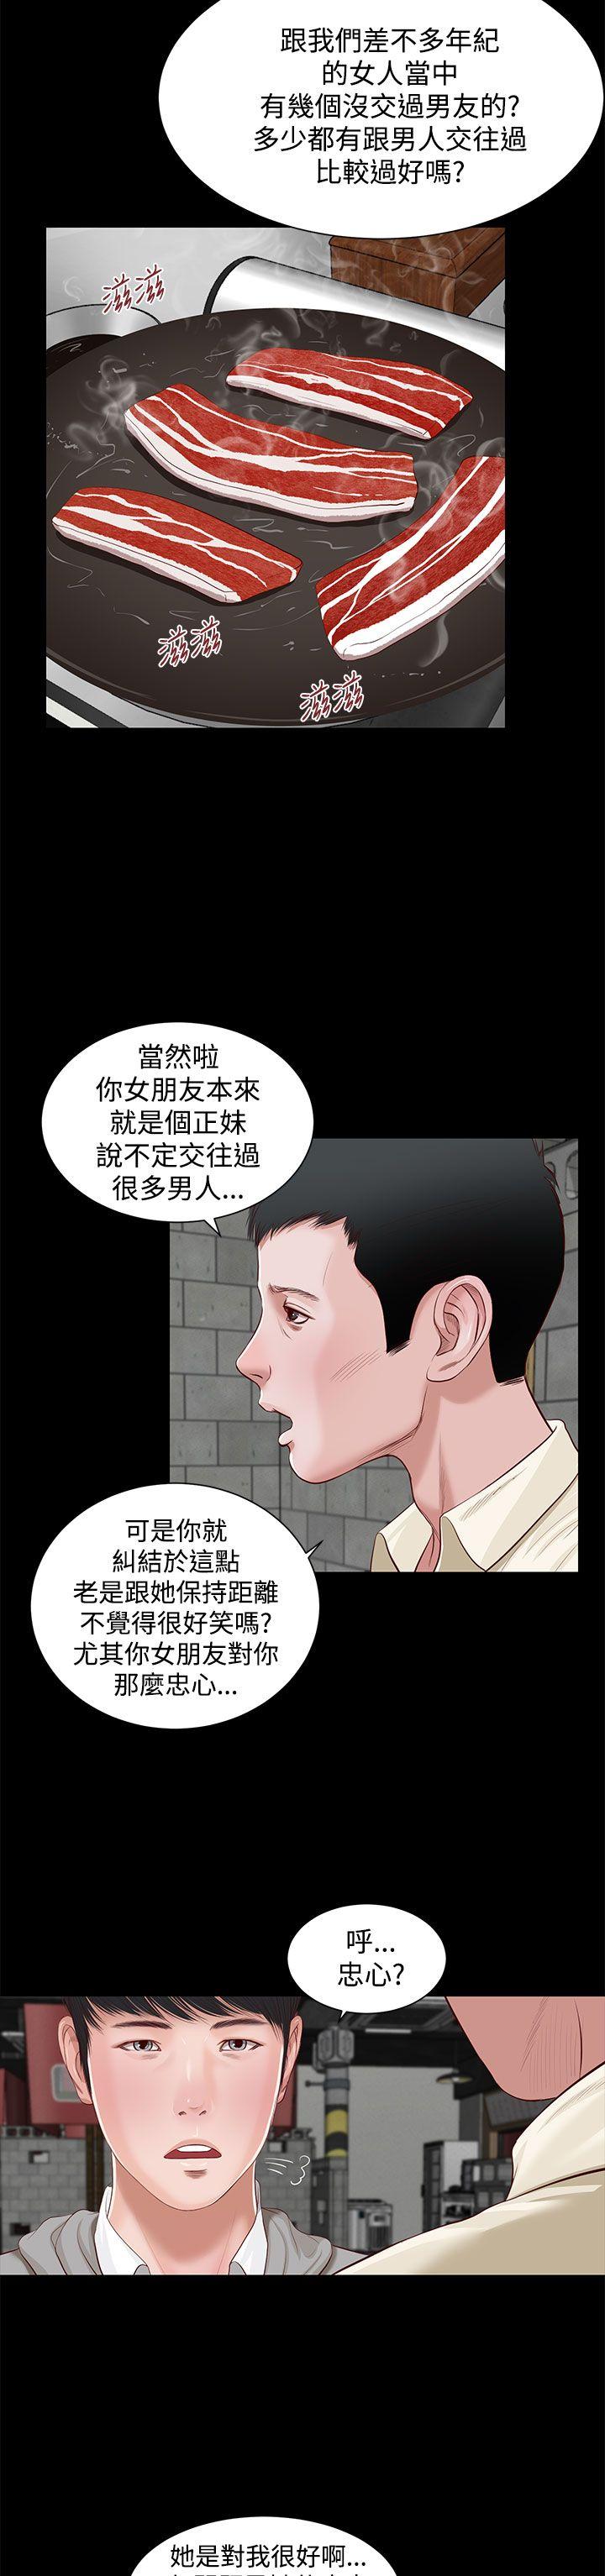 跟我們差不多年紀
的女人當中
有幾個沒交過男友的?
多少都有跟男人交往過
比較過好嗎?
滋滋
滋滋
滋滋
當然啦
你女朋友本來
就是個正妹
說不定交往過
很多男人...
可是你就
糾結於這點
老是跟她保持距離
不覺得很好笑嗎?
尤其你女朋友對你
那麼忠心...
呼...
忠心?
她是對我很好啊...